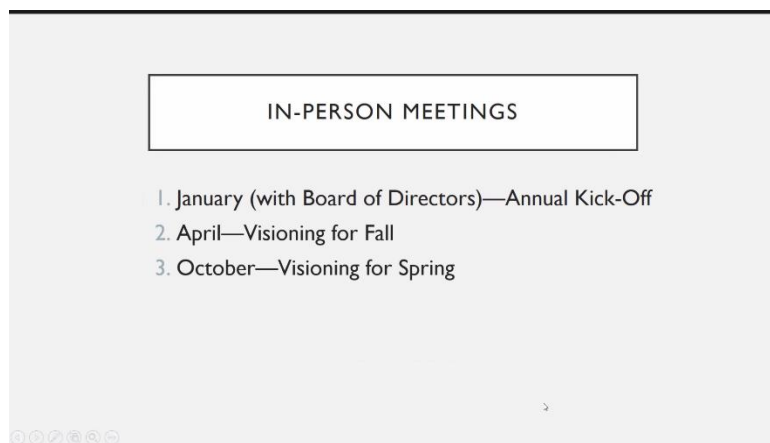 IN-PERSON MEETINGS
1. January (with Board of Directors)—Annual Kick-Off
2. April—Visioning for Fall
3. October—Visioning for Spring